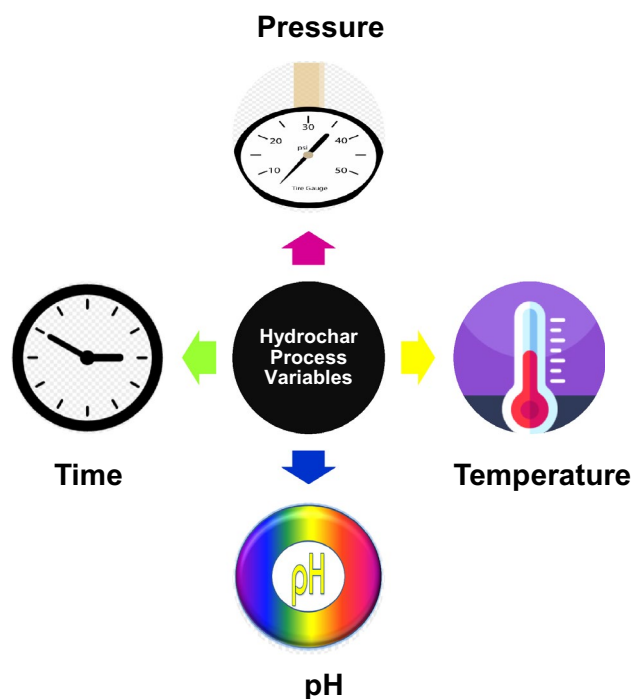 Pressure
30
20
40
psi
10
50
Tire Gauge
Hydrochar
Process
Variables
Time
Temperature
pH
pH